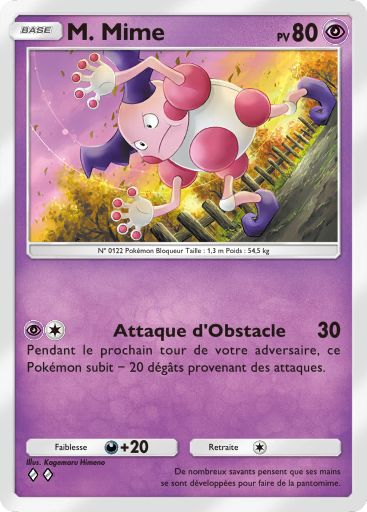 BASE M. Mime PV 80
N° 0122 Pokémon Bloqueur Taille : 1,3 m Poids : 54,5 kg
Attaque d'Obstacle 30
Pendant le prochain tour de votre adversaire, ce
Pokémon subit − 20 dégâts provenant des attaques.
Faiblesse +20 Retraite
Illus. Kagemaru Himeno
De nombreux savants pensent que ses mains
se sont développées pour faire de la pantomime.